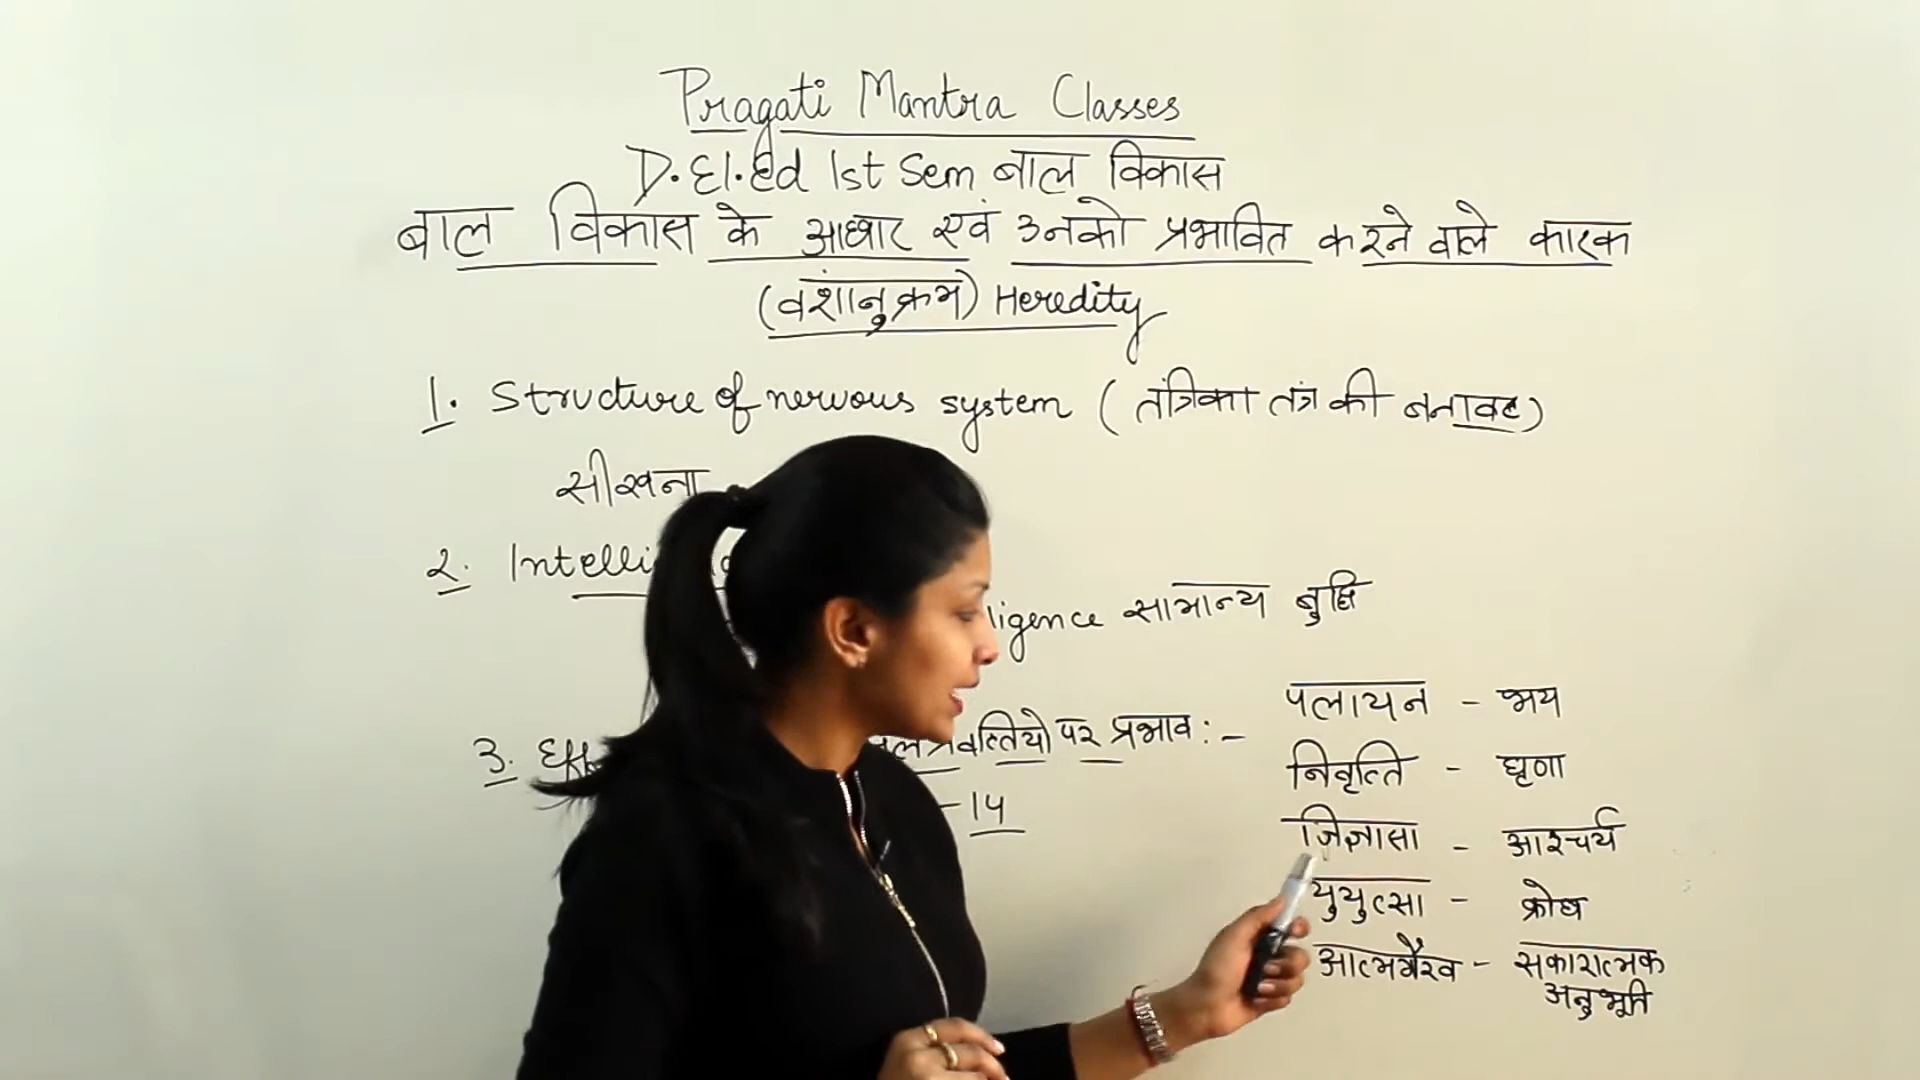 Pragati Mantra Classes
D.El.Ed 1st Sem बाल विकास
बाल विकास के आधार एवं उनको प्रभावित करने वाले कारक
(वंशानुक्रम) Heredity
1. Structure of nervous system (तंत्रिका तंत्र की बनावट)
सीखना
2. Intelli
ligence सामान्य बुद्धि
3. Eff पर प्रभाव :-
-14
पलायन - भय
निवृत्ति - घृणा
जिज्ञासा - आश्चर्य
युयुत्सा - क्रोध
आत्मगौरव - सकारात्मक
अनुभूति